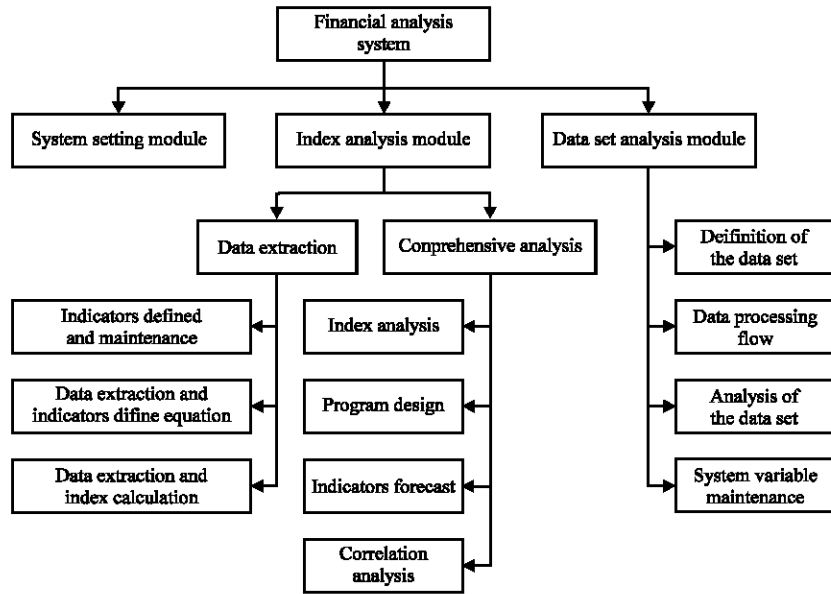 Financial analysis
system
System setting module
Index analysis module
Data set analysis module
Data extraction
Conprehensive analysis
Deifinition of
the data set
Indicators defined
and maintenance
Index analysis
Data processing
flow
Data extraction and
indicators difine equation
Program design
Analysis of
the data set
Data extraction and
index calculation
Indicators forecast
System variable
maintenance
Correlation
analysis